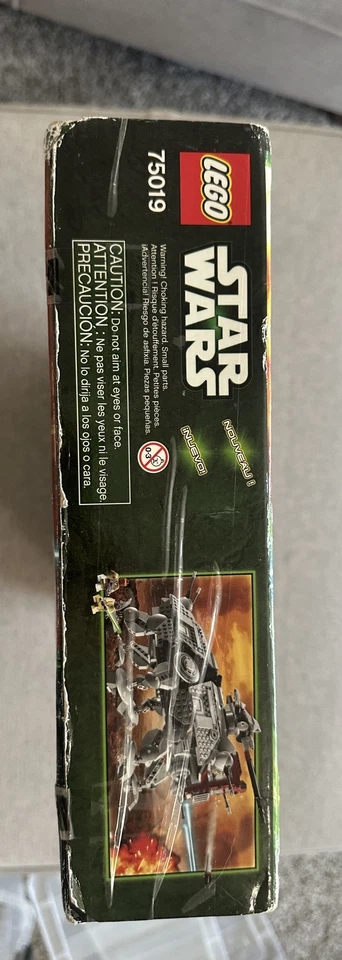 LEGO
75019
STAR
WARS
Warning! Choking hazard. Small parts.
Attention ! Risque d'étouffement. Petites pièces.
¡Advertencia! Riesgo de asfixia. Piezas pequeñas.
0-3
NOUVEAU !
¡NUEVO!
CAUTION: Do not aim at eyes or face.
ATTENTION : Ne pas viser les yeux ni le visage.
PRECAUCIÓN: No lo dirija a los ojos o cara.